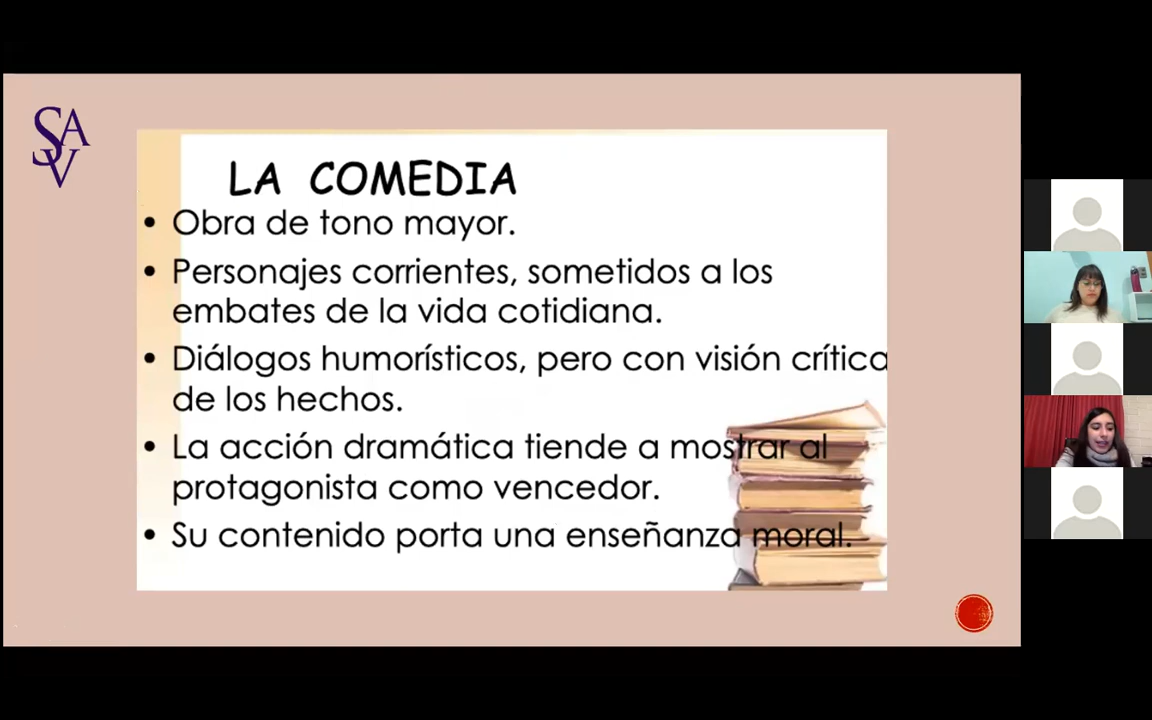 SAV
LA COMEDIA
• Obra de tono mayor.
• Personajes corrientes, sometidos a los
embates de la vida cotidiana.
• Diálogos humorísticos, pero con visión crítica
de los hechos.
• La acción dramática tiende a mostrar al
protagonista como vencedor.
• Su contenido porta una enseñanza moral.